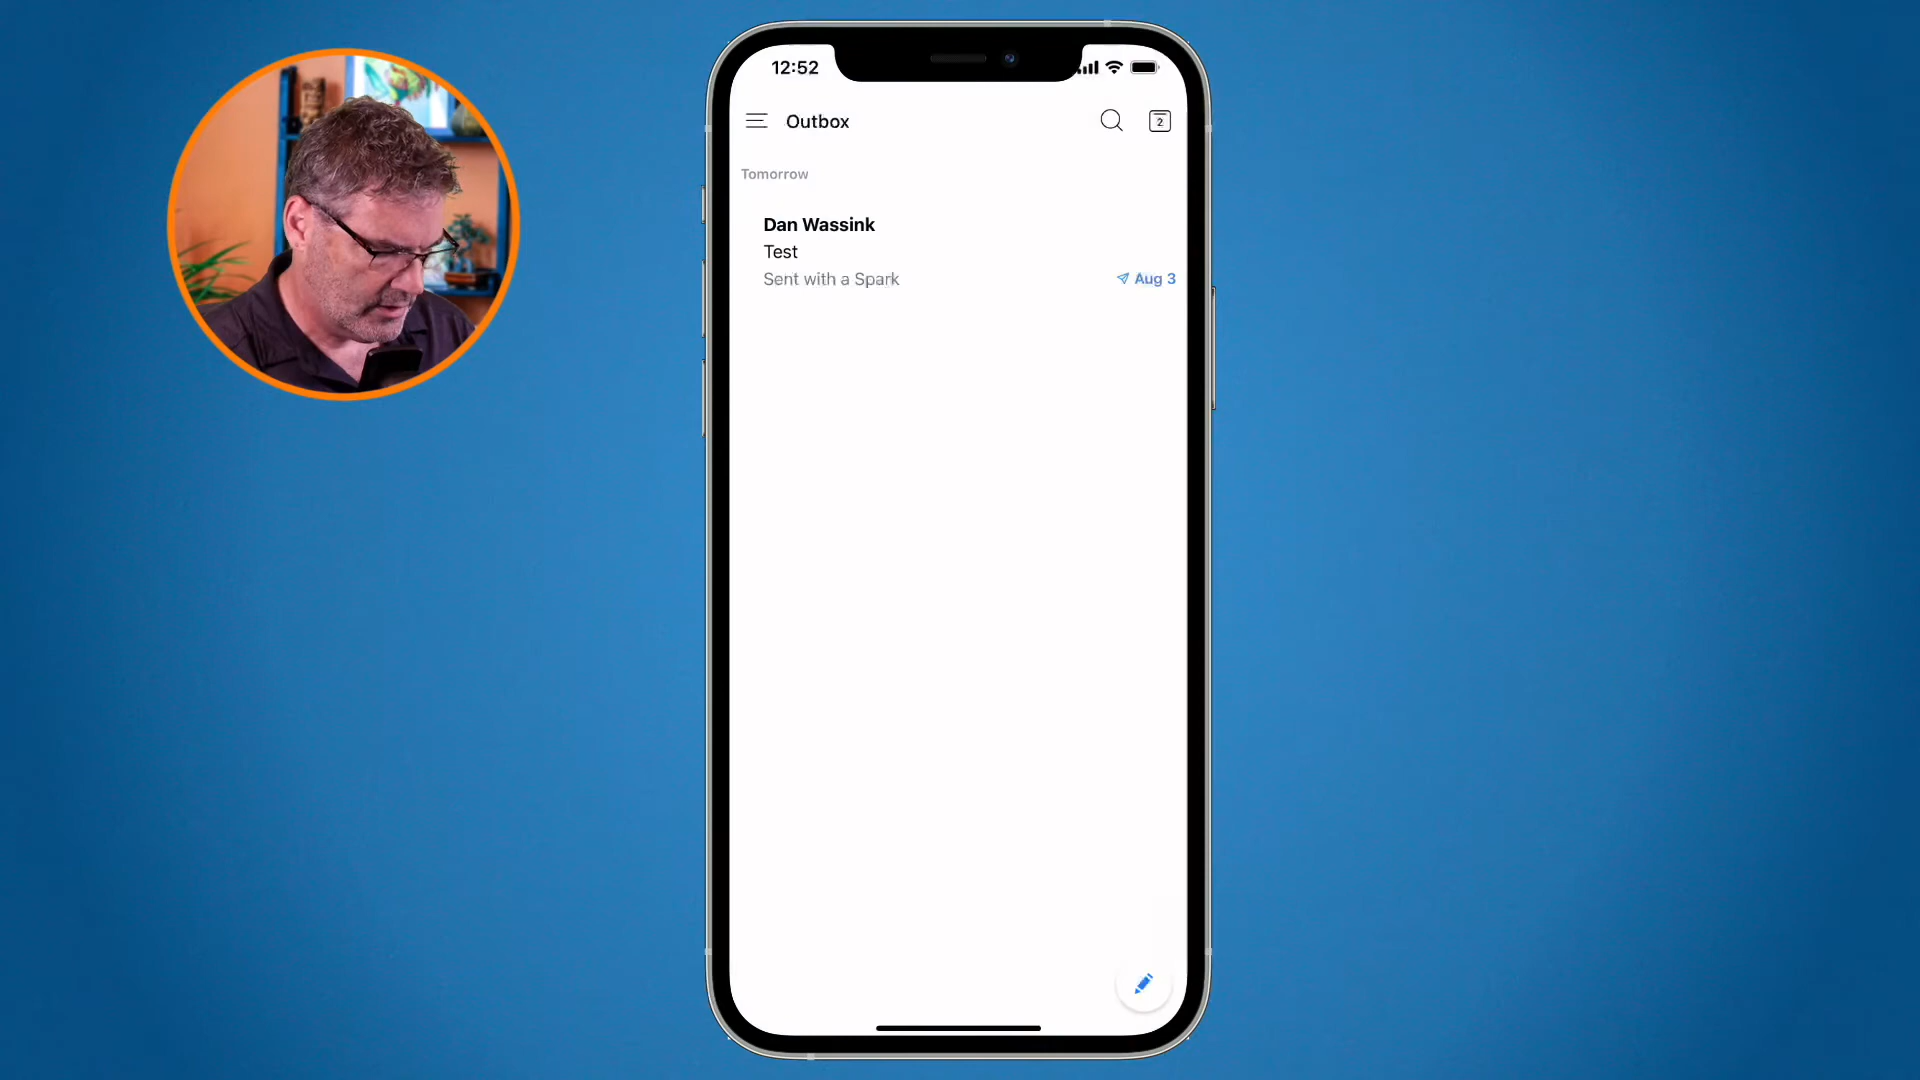 12:52
Outbox
2
Tomorrow
Dan Wassink
Test
Sent with a Spark
Aug 3